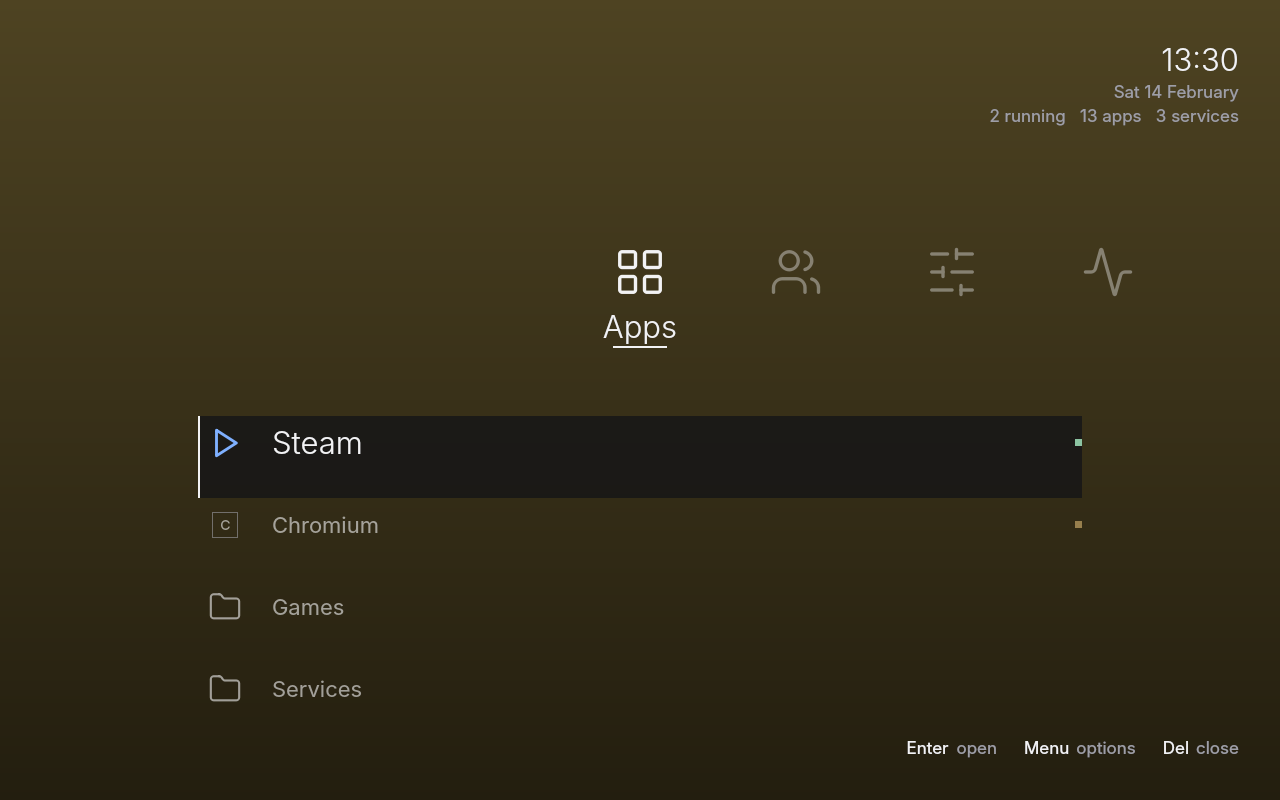 13:30
Sat 14 February
2 running 13 apps 3 services
Apps
Steam
C Chromium
Games
Services
Enter open Menu options Del close